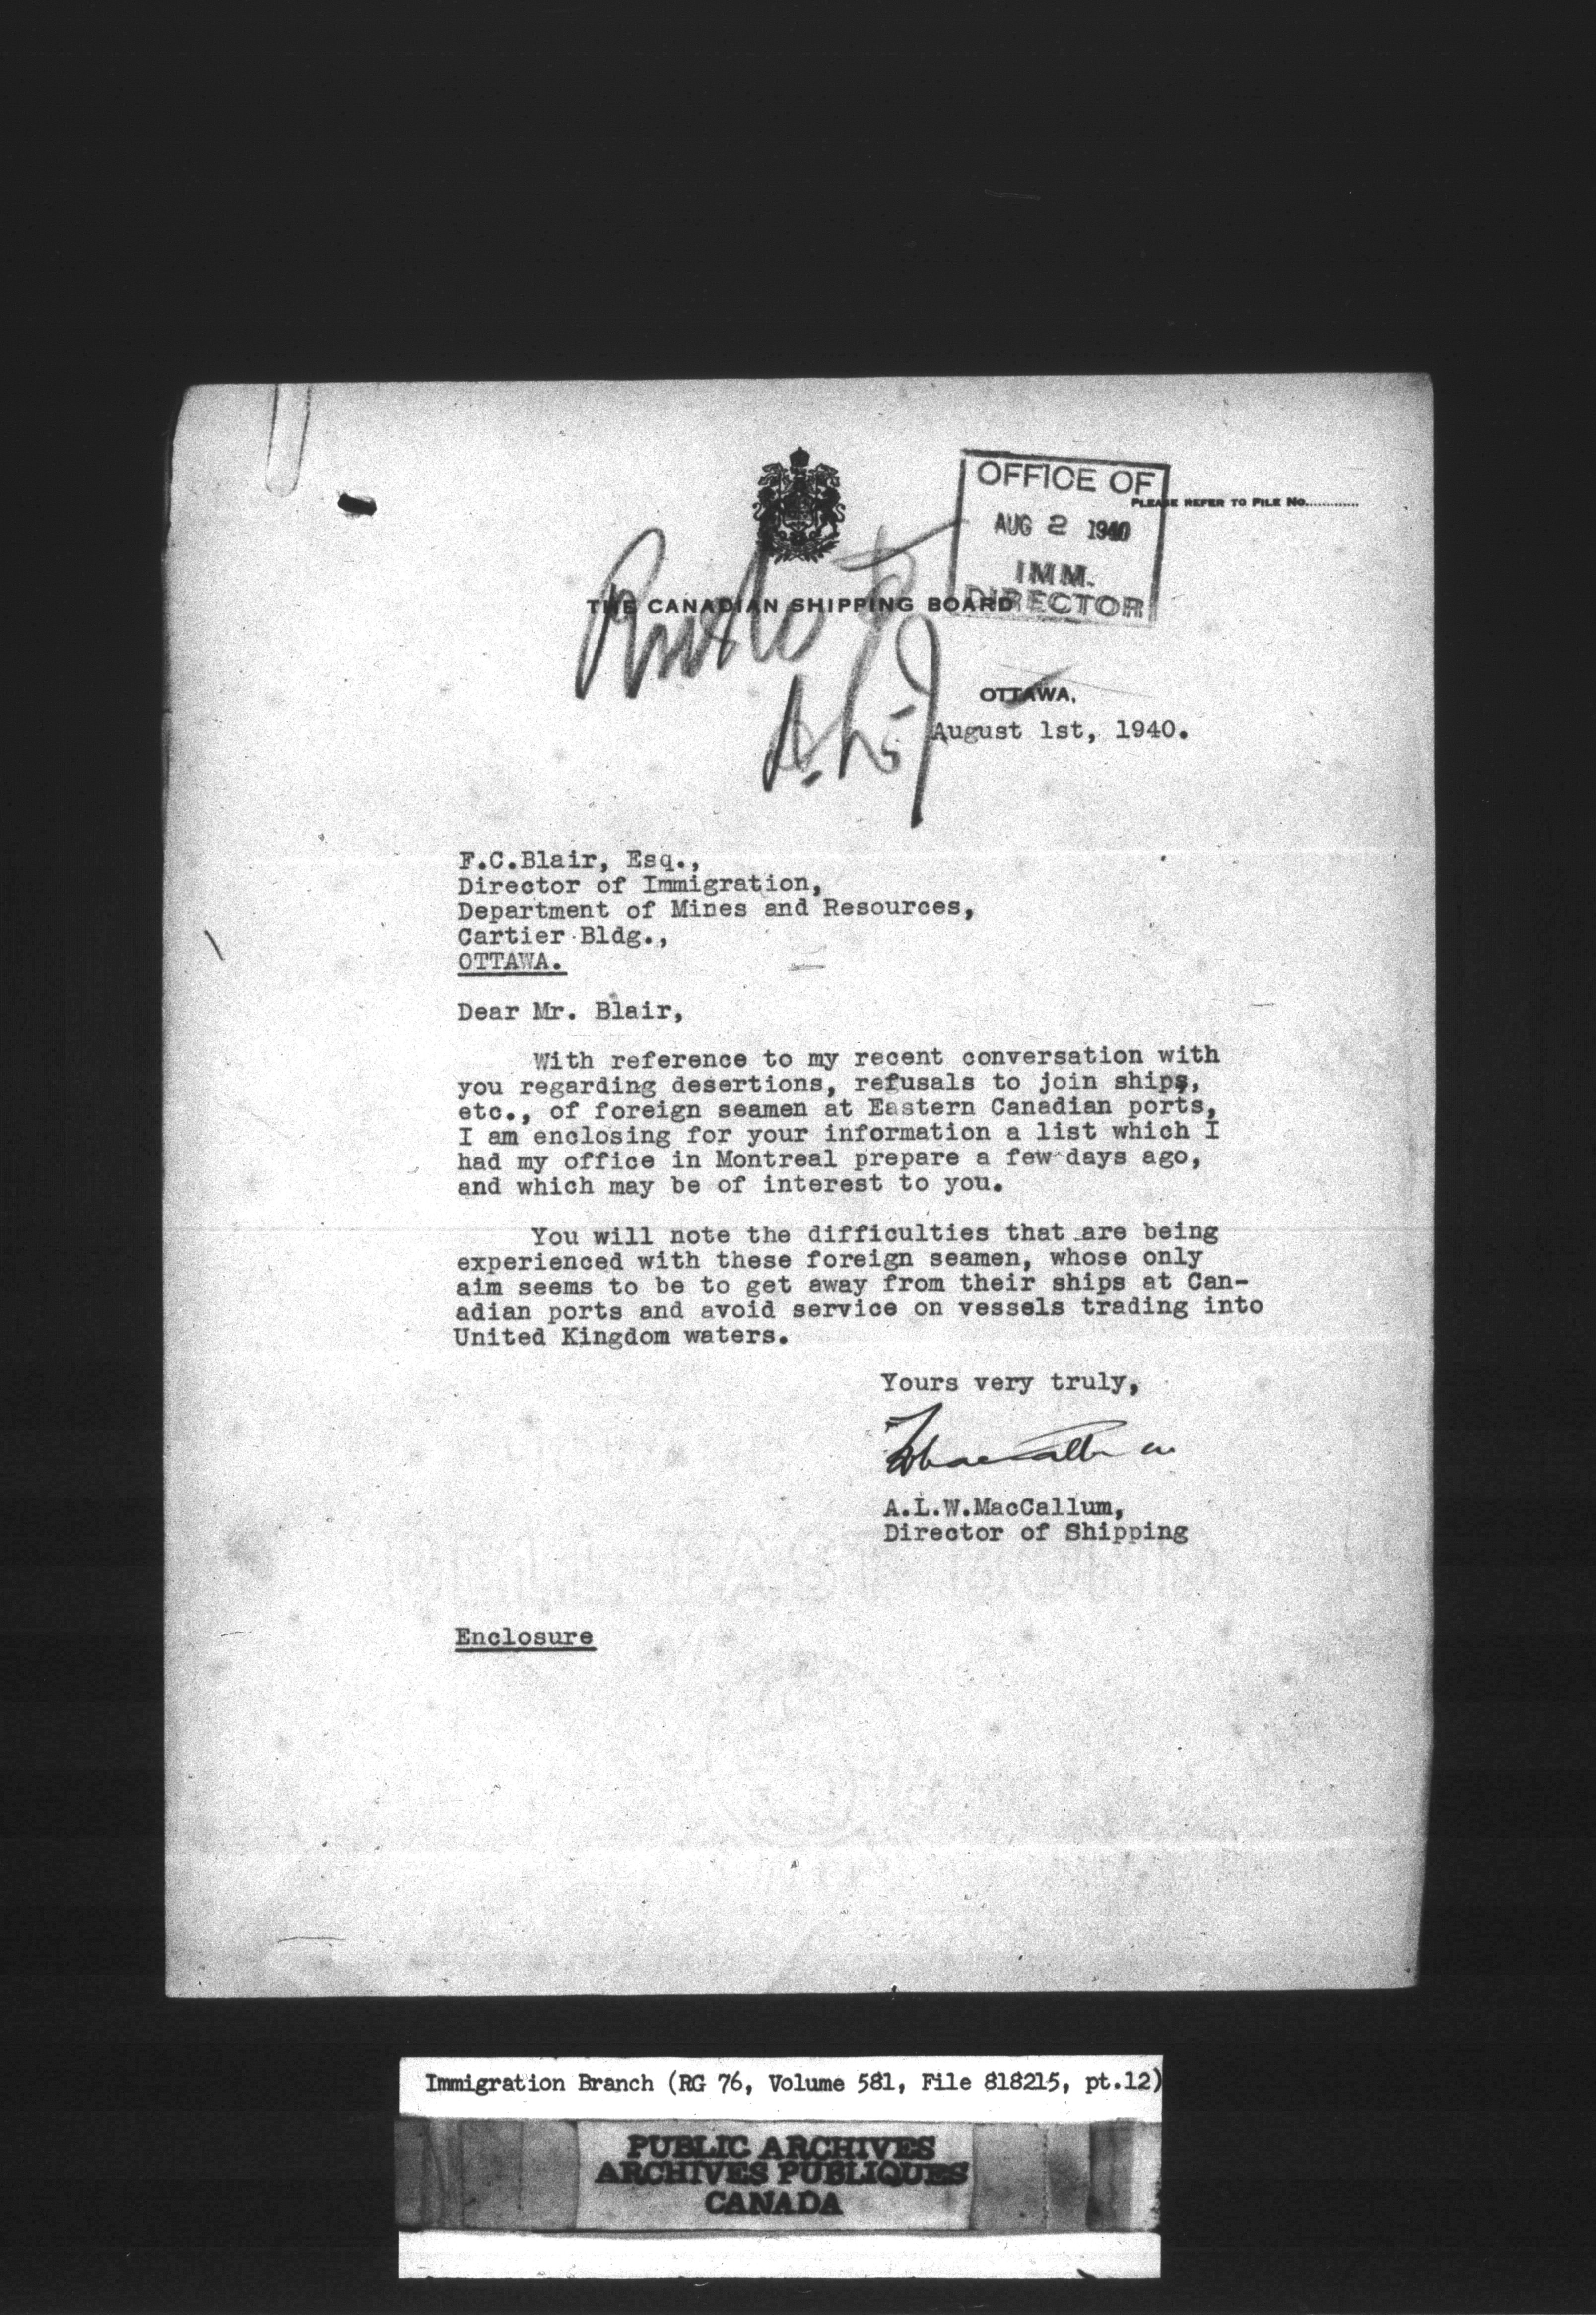 OFFICE OF
PLEASE REFER TO FILE No.............
AUG 2 1940
IMM.
DIRECTOR
THE CANADIAN SHIPPING BOARD
OTTAWA,
August 1st, 1940.
F.C.Blair, Esq.,
Director of Immigration,
Department of Mines and Resources,
Cartier Bldg.,
OTTAWA.
Dear Mr. Blair,
With reference to my recent conversation with
you regarding desertions, refusals to join ships,
etc., of foreign seamen at Eastern Canadian ports,
I am enclosing for your information a list which I
had my office in Montreal prepare a few days ago,
and which may be of interest to you.
You will note the difficulties that are being
experienced with these foreign seamen, whose only
aim seems to be to get away from their ships at Can-
adian ports and avoid service on vessels trading into
United Kingdom waters.
Yours very truly,
A.L.W.MacCallum,
Director of Shipping
Enclosure
Immigration Branch (RG 76, Volume 581, File 818215, pt.12)
PUBLIC ARCHIVES
ARCHIVES PUBLIQUES
CANADA